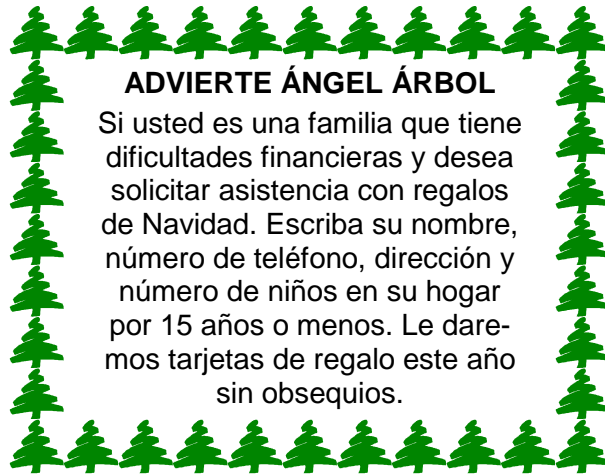 ADVIERTE ÁNGEL ÁRBOL
Si usted es una familia que tiene
dificultades financieras y desea
solicitar asistencia con regalos
de Navidad. Escriba su nombre,
número de teléfono, dirección y
número de niños en su hogar
por 15 años o menos. Le dare-
mos tarjetas de regalo este año
sin obsequios.